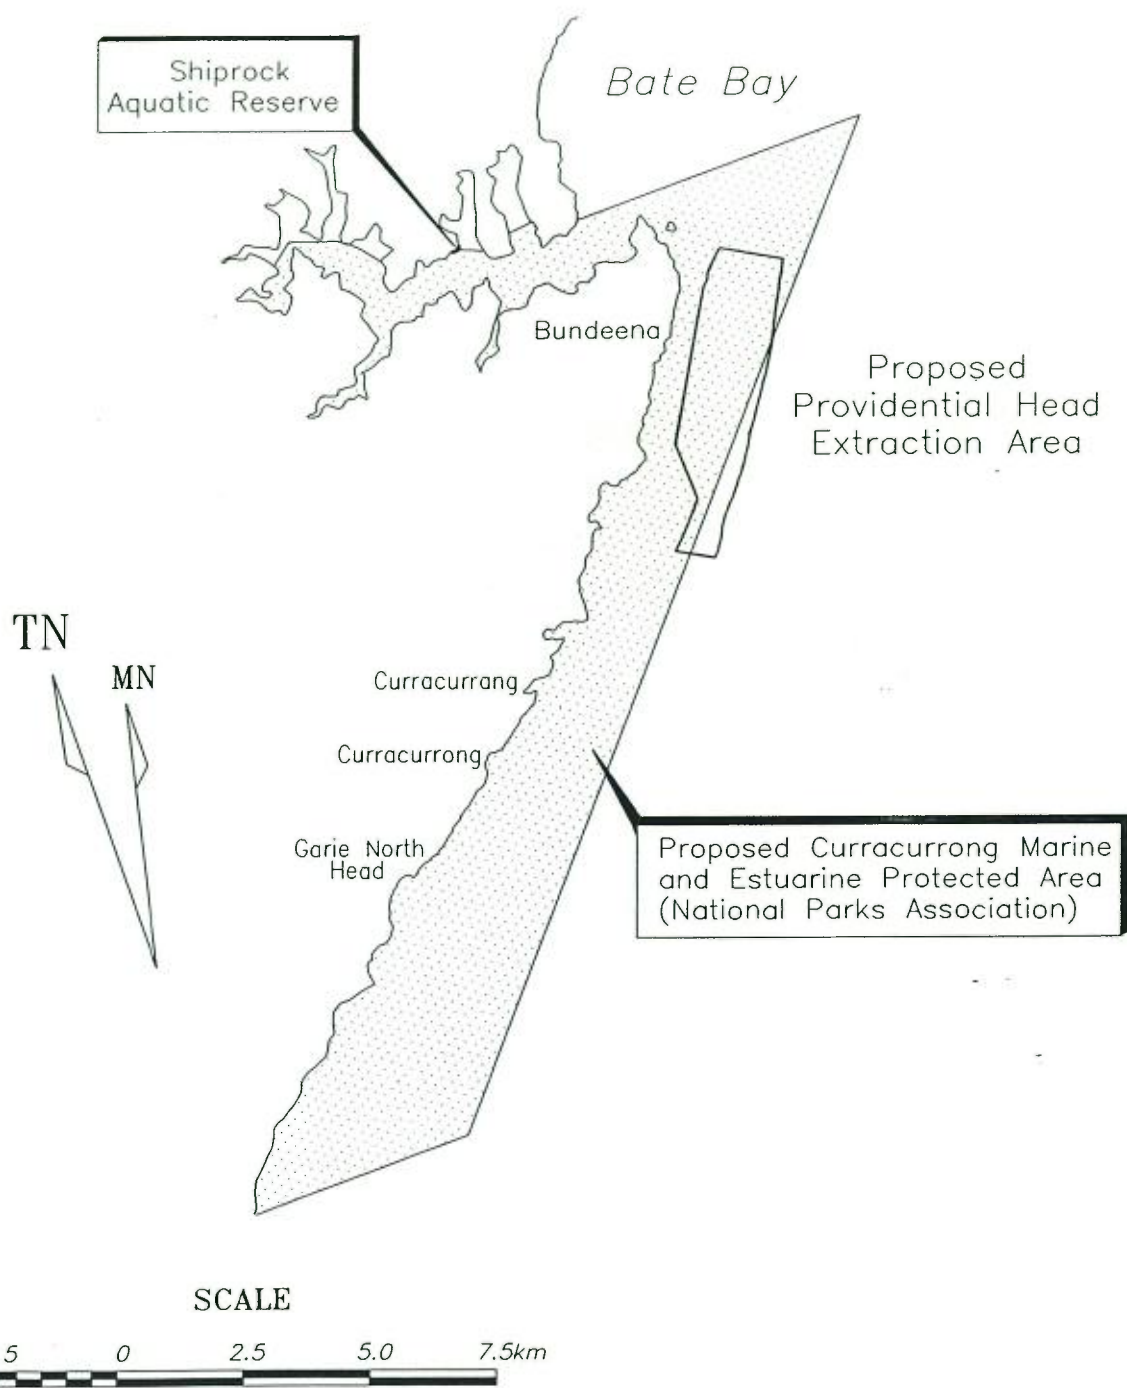 Shiprock
Aquatic Reserve
Bate Bay
Bundeena
Proposed
Providential Head
Extraction Area
TN
MN
Curracurrang
Curracurrong
Garie North
Head
Proposed Curracurrong Marine
and Estuarine Protected Area
(National Parks Association)
SCALE
5 0 2.5 5.0 7.5km